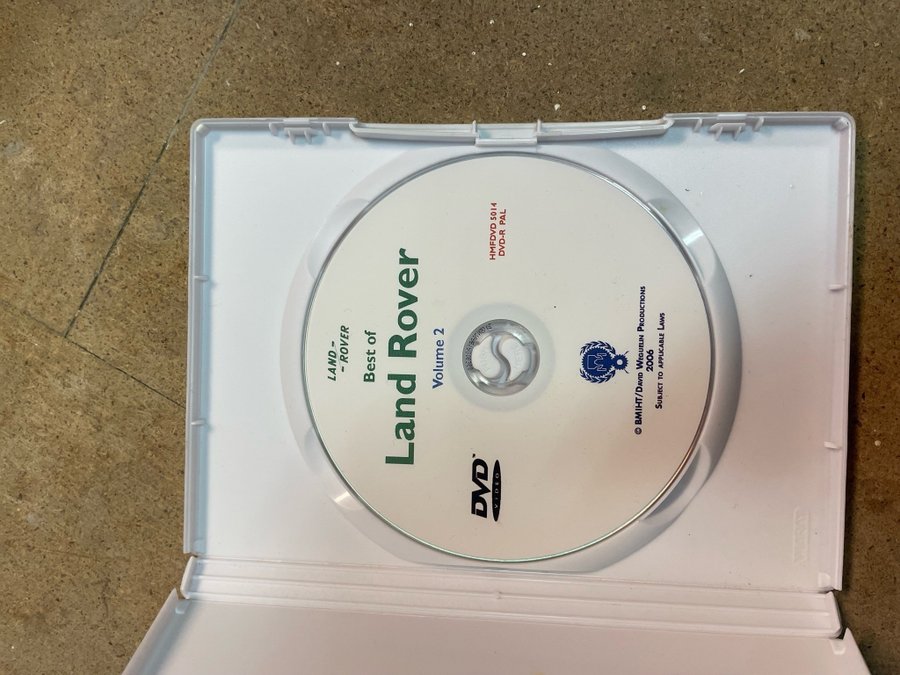 LAND-
-ROVER
Best of
Land Rover
Volume 2
DVD™
VIDEO
HMFDVD 5014
DVD-R PAL
© BMIHT/DAVID WEGUELIN PRODUCTIONS
2006
SUBJECT TO APPLICABLE LAWS